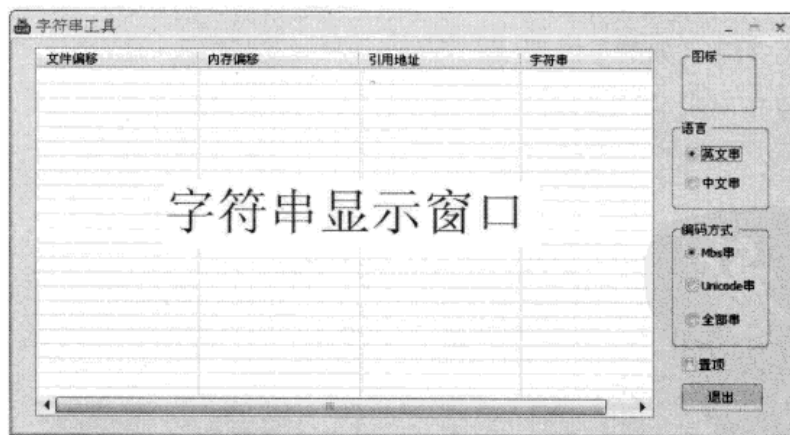 字符串工具
文件偏移 内存偏移 引用地址 字符串
字符串显示窗口
图标
语言
英文串
中文串
编码方式
Mbs串
Unicode串
全部串
置顶
退出